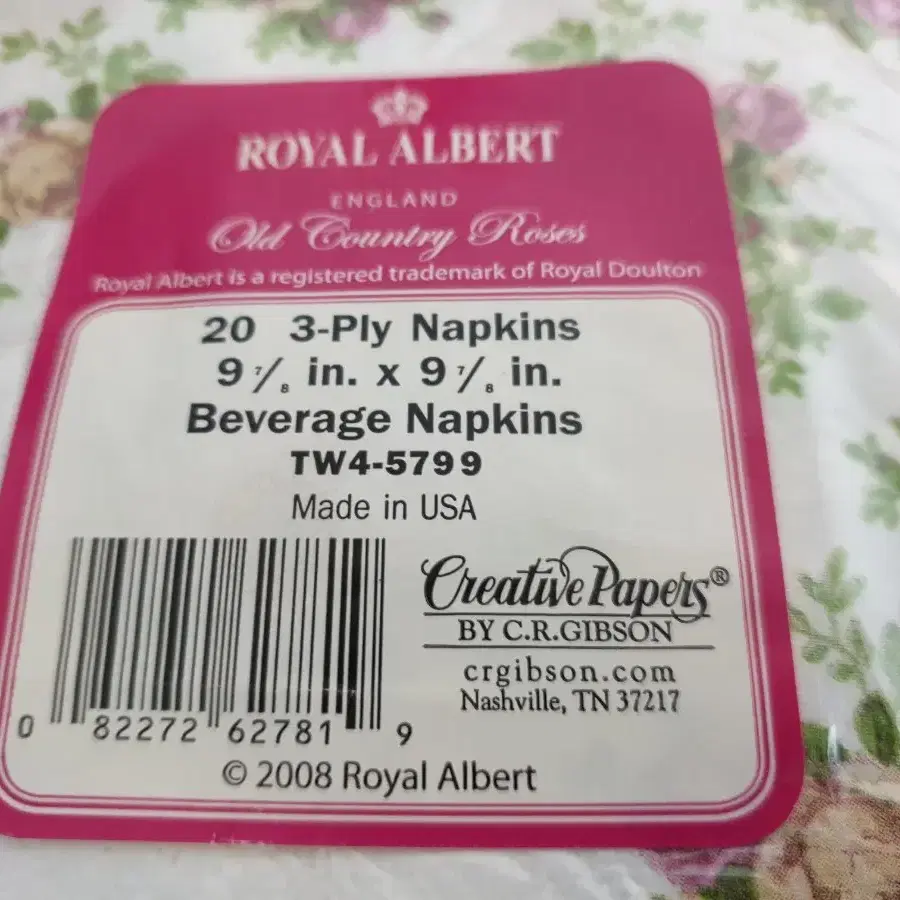 ROYAL ALBERT
ENGLAND
Old Country Roses
Royal Albert is a registered trademark of Royal Doulton
20 3-Ply Napkins
9 7/8 in. x 9 7/8 in.
Beverage Napkins
TW4-5799
Made in USA
Creative Papers®
BY C.R.GIBSON
crgibson.com
Nashville, TN 37217
0 82272 62781 9
© 2008 Royal Albert